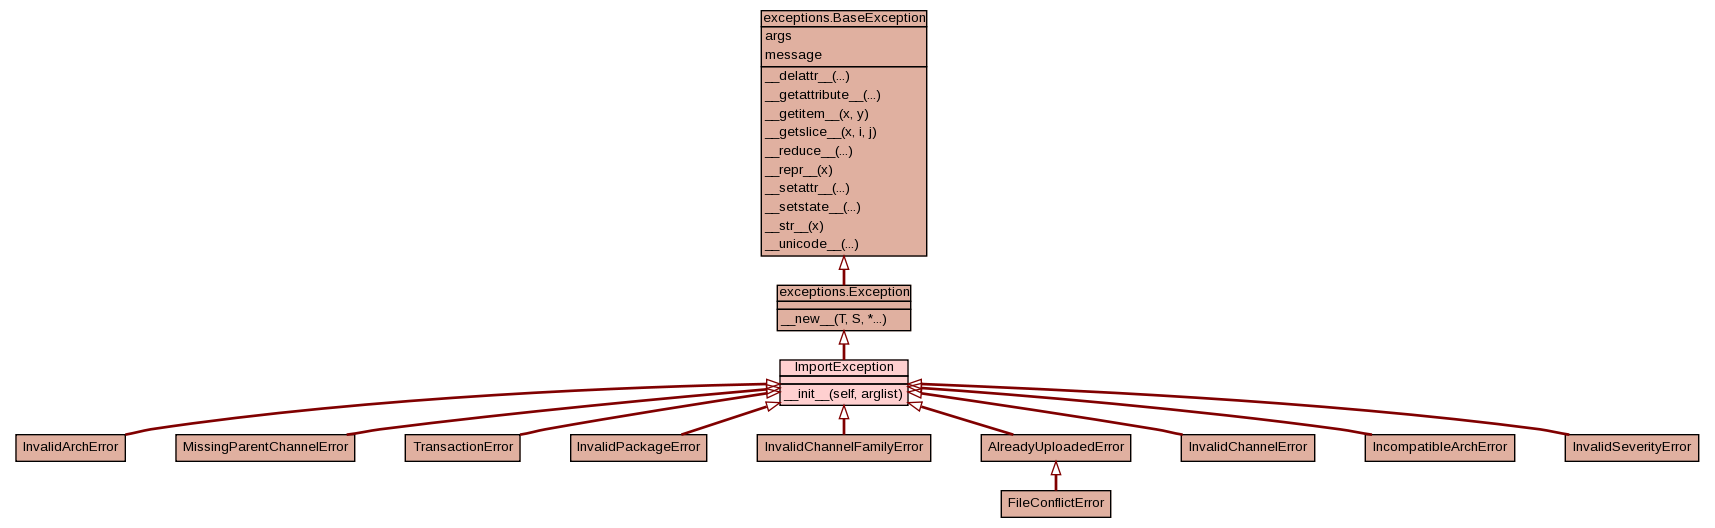 exceptions.BaseException
args
message
__delattr__(...)
__getattribute__(...)
__getitem__(x, y)
__getslice__(x, i, j)
__reduce__(...)
__repr__(x)
__setattr__(...)
__setstate__(...)
__str__(x)
__unicode__(...)
exceptions.Exception
__new__(T, S, *...)
ImportException
__init__(self, arglist)
InvalidArchError
MissingParentChannelError
TransactionError
InvalidPackageError
InvalidChannelFamilyError
AlreadyUploadedError
InvalidChannelError
IncompatibleArchError
InvalidSeverityError
FileConflictError